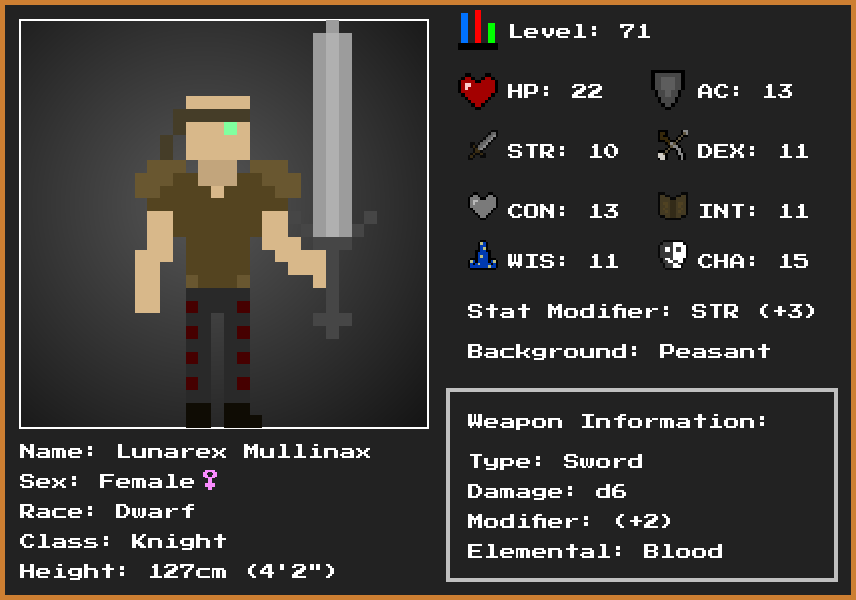 Level: 71
HP: 22
AC: 13
STR: 10
DEX: 11
CON: 13
INT: 11
WIS: 11
CHA: 15
Stat Modifier: STR (+3)
Background: Peasant
Weapon Information:
Type: Sword
Damage: d6
Modifier: (+2)
Elemental: Blood
Name: Lunarex Mullinax
Sex: Female♀
Race: Dwarf
Class: Knight
Height: 127cm (4'2")